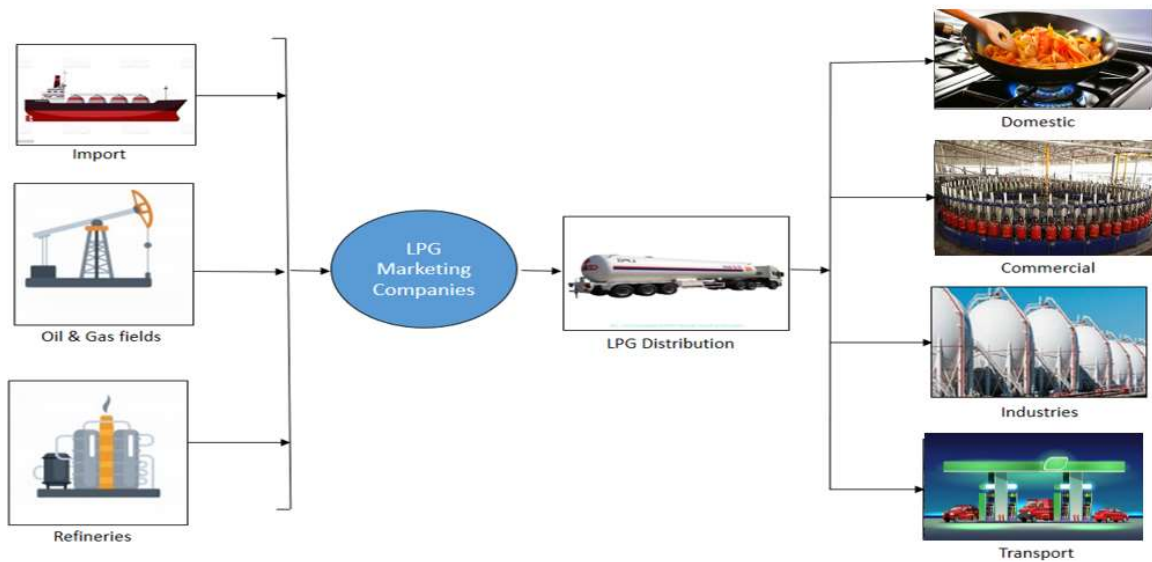 Import
Oil & Gas fields
Refineries
LPG
Marketing
Companies
LPG Distribution
Domestic
Commercial
Industries
Transport